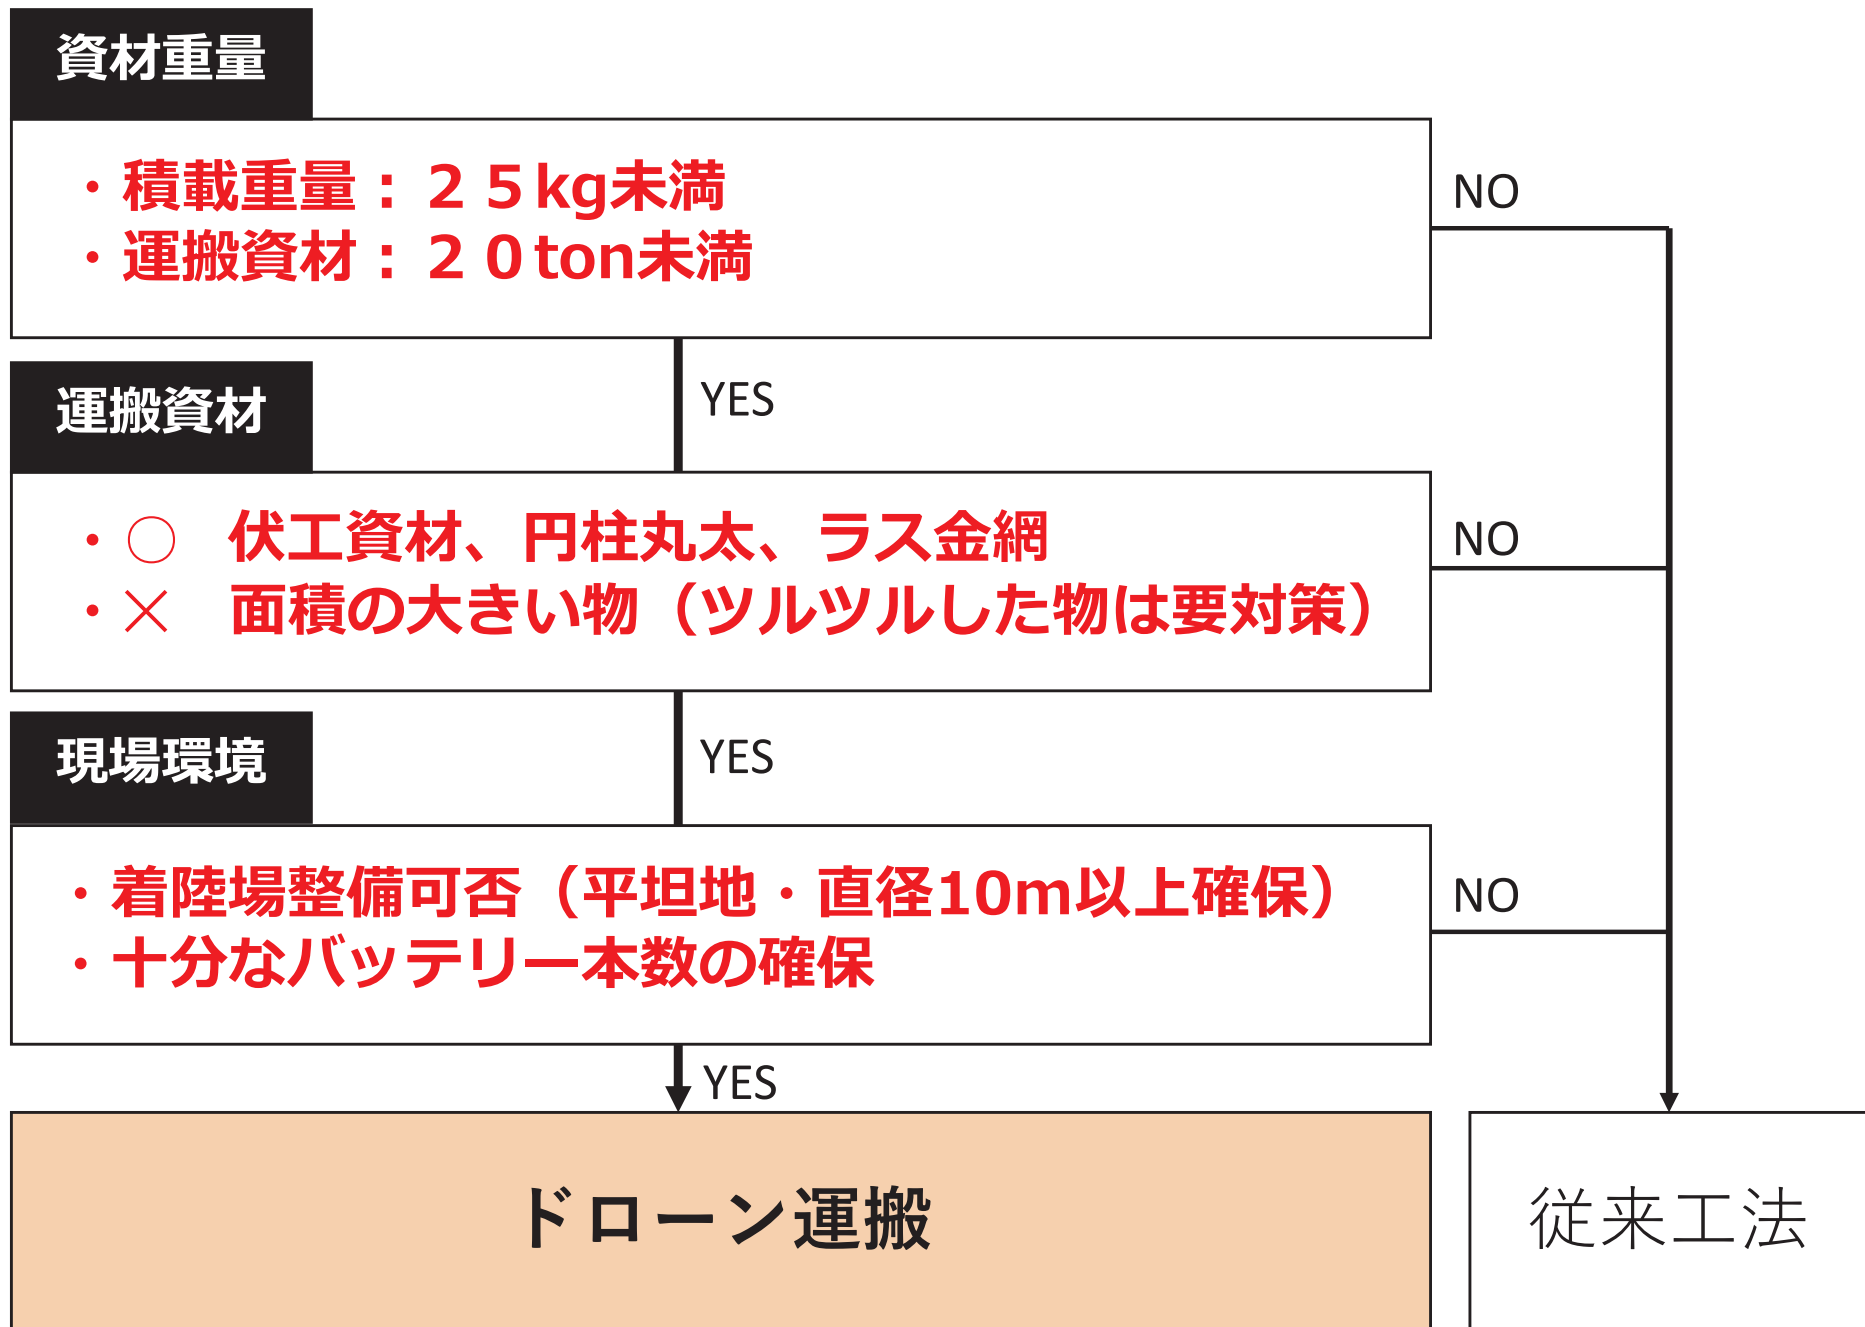 資材重量
・積載重量：２５kg未満
・運搬資材：２０ton未満
NO
YES
運搬資材
・○　伏工資材、円柱丸太、ラス金網
・×　面積の大きい物（ツルツルした物は要対策）
NO
YES
現場環境
・着陸場整備可否（平坦地・直径10m以上確保）
・十分なバッテリー本数の確保
NO
YES
ドローン運搬
従来工法